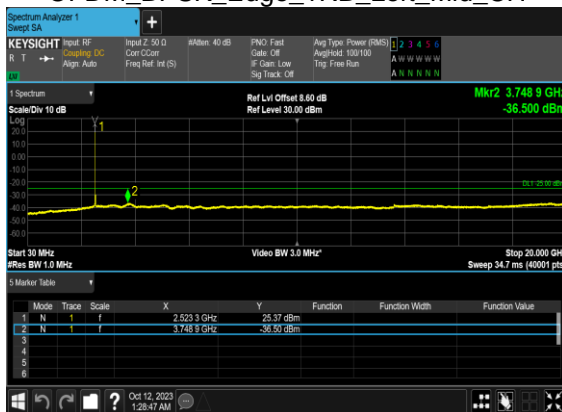 Spectrum Analyzer 1
Swept SA
+
KEYSIGHT
R T
LU
Input: RF
Coupling: DC
Align: Auto
Input Z: 50 Ω
Corr CCorr
Freq Ref: Int (S)
#Atten: 40 dB
PNO: Fast
Gate: Off
IF Gain: Low
Sig Track: Off
Avg Type: Power (RMS)
Avg|Hold: 100/100
Trig: Free Run
1 2 3 4 5 6
A W W W W W
A N N N N N
1 Spectrum
Scale/Div 10 dB
Ref Lvl Offset 8.60 dB
Ref Level 30.00 dBm
Mkr2 3.748 9 GHz
-36.500 dBm
Log
20.0
10.0
0.00
-10.0
-20.0
-30.0
-40.0
-50.0
-60.0
1
2
Start 30 MHz
#Res BW 1.0 MHz
Video BW 3.0 MHz*
Stop 20.000 GH
Sweep 34.7 ms (40001 pts
5 Marker Table
Mode Trace Scale X Y Function Function Width Function Value
1 N 1 f 2.523 3 GHz 25.37 dBm
2 N 1 f 3.748 9 GHz -36.50 dBm
3
4
5
6
?
Oct 12, 2023
1:28:47 AM